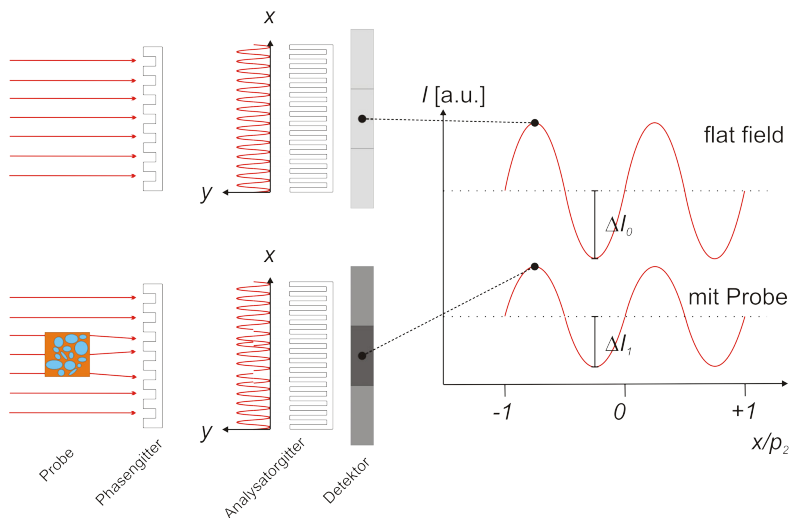 x
y
I [a.u.]
flat field
ΔI0
x
y
mit Probe
ΔI1
-1
0
+1
x/p2
Probe
Phasengitter
Analysatorgitter
Detektor